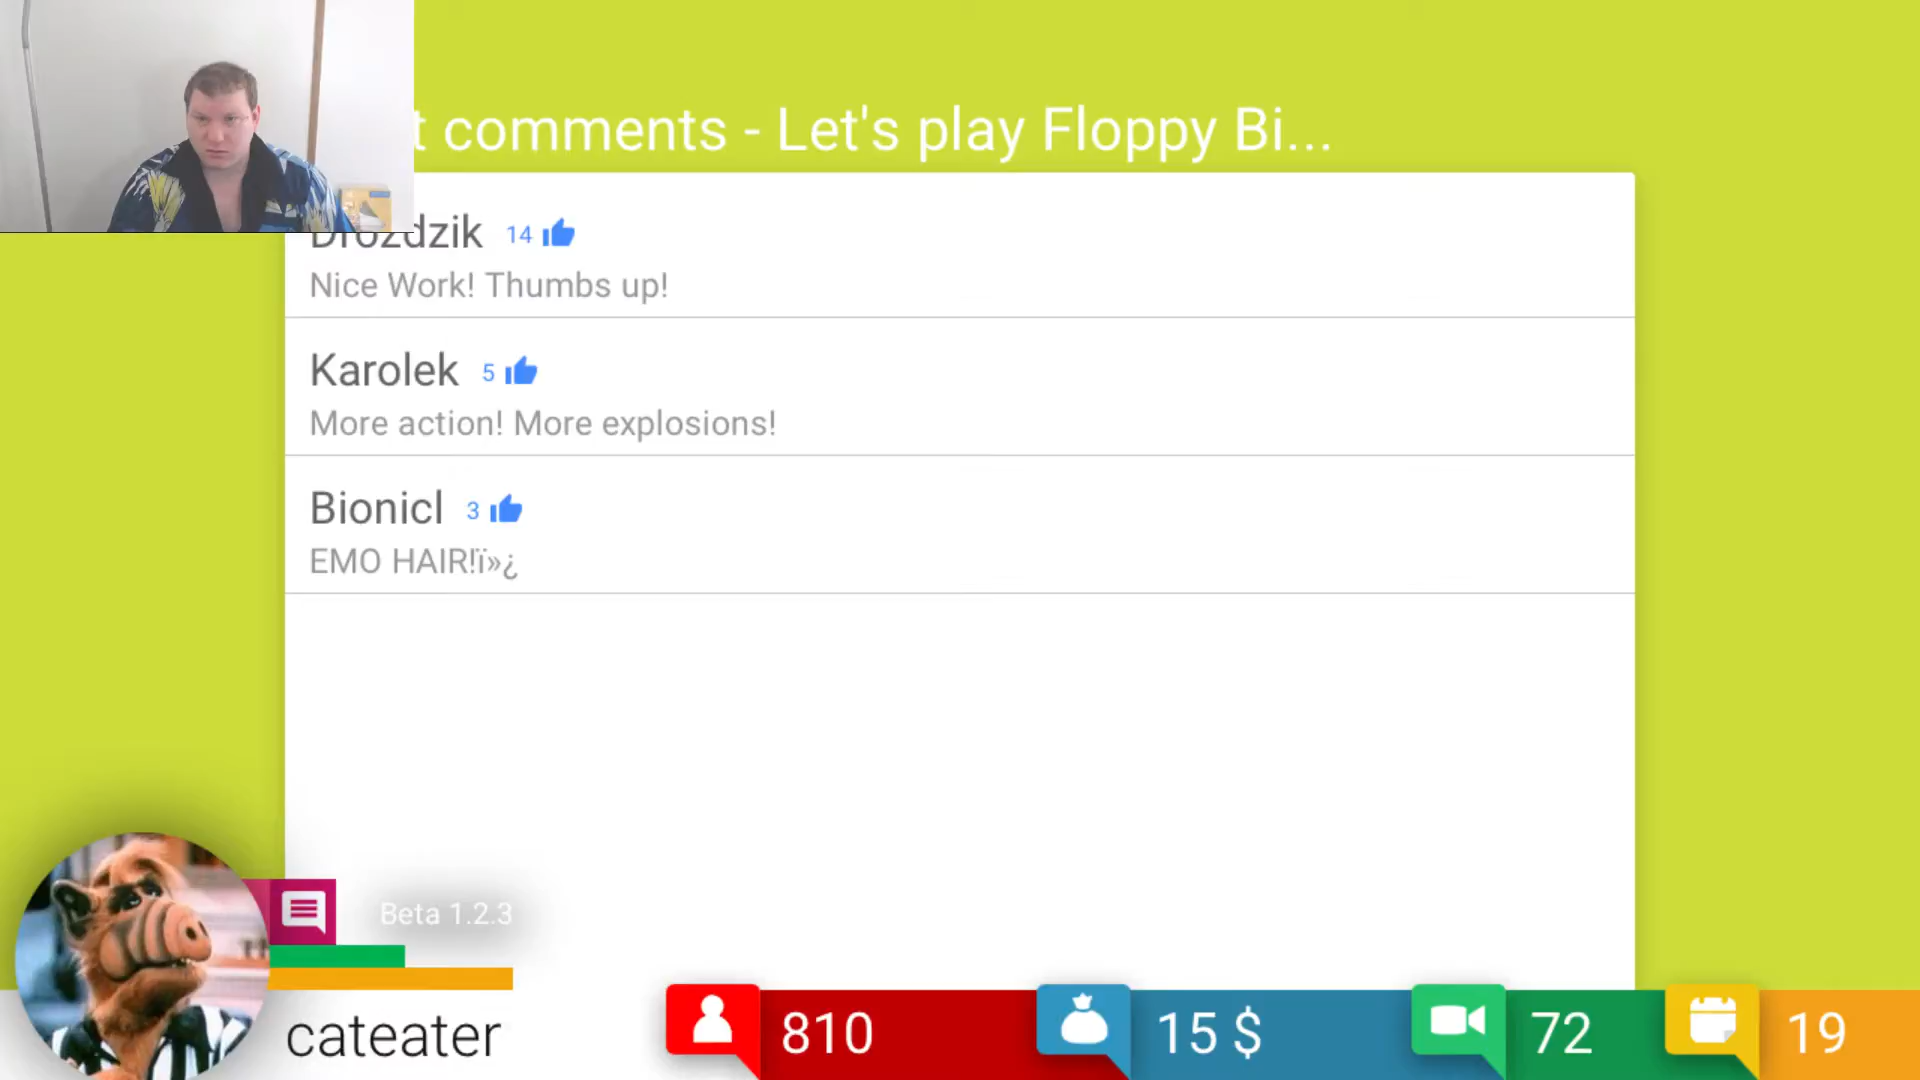 comments - Let's play Floppy Bi...
Drozdzik 14
Nice Work! Thumbs up!
Karolek 5
More action! More explosions!
Bionicl 3
EMO HAIR!ï»¿
Beta 1.2.3
cateater
810
15 $
72
19